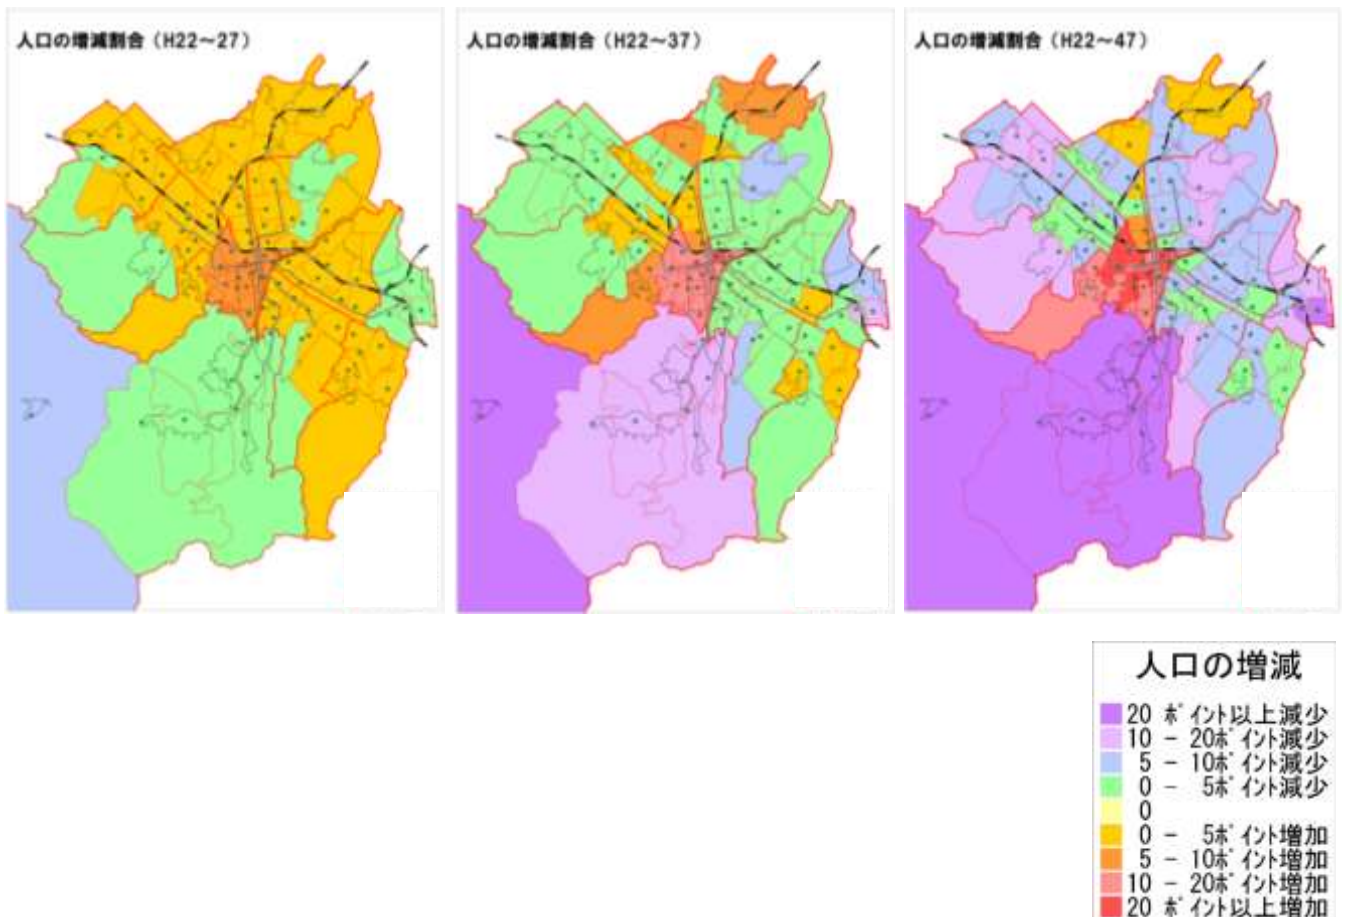 人口の増減割合（H22～27）
人口の増減割合（H22～37）
人口の増減割合（H22～47）
人口の増減
20 ﾎﾟｲﾝﾄ以上減少
10 － 20ﾎﾟｲﾝﾄ減少
5 － 10ﾎﾟｲﾝﾄ減少
0 － 5ﾎﾟｲﾝﾄ減少
0
0 － 5ﾎﾟｲﾝﾄ増加
5 － 10ﾎﾟｲﾝﾄ増加
10 － 20ﾎﾟｲﾝﾄ増加
20 ﾎﾟｲﾝﾄ以上増加